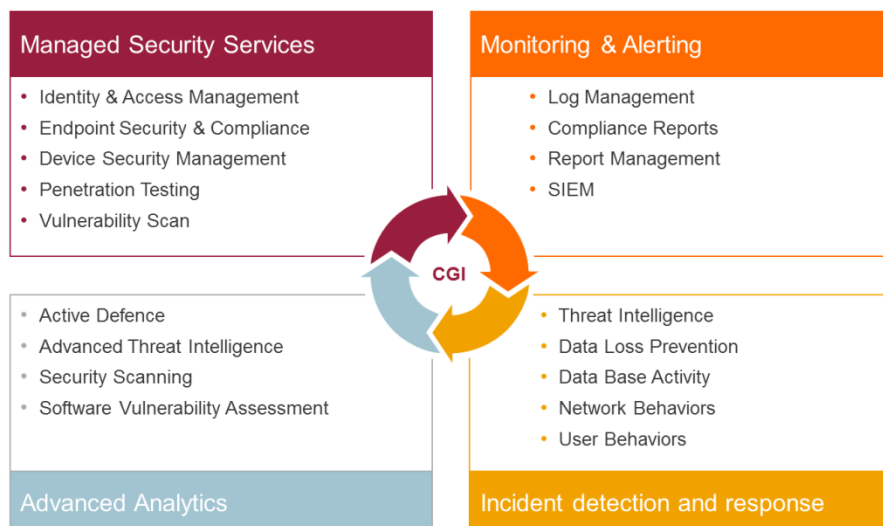 Managed Security Services
• Identity & Access Management
• Endpoint Security & Compliance
• Device Security Management
• Penetration Testing
• Vulnerability Scan
Monitoring & Alerting
• Log Management
• Compliance Reports
• Report Management
• SIEM
CGI
• Active Defence
• Advanced Threat Intelligence
• Security Scanning
• Software Vulnerability Assessment
Advanced Analytics
• Threat Intelligence
• Data Loss Prevention
• Data Base Activity
• Network Behaviors
• User Behaviors
Incident detection and response